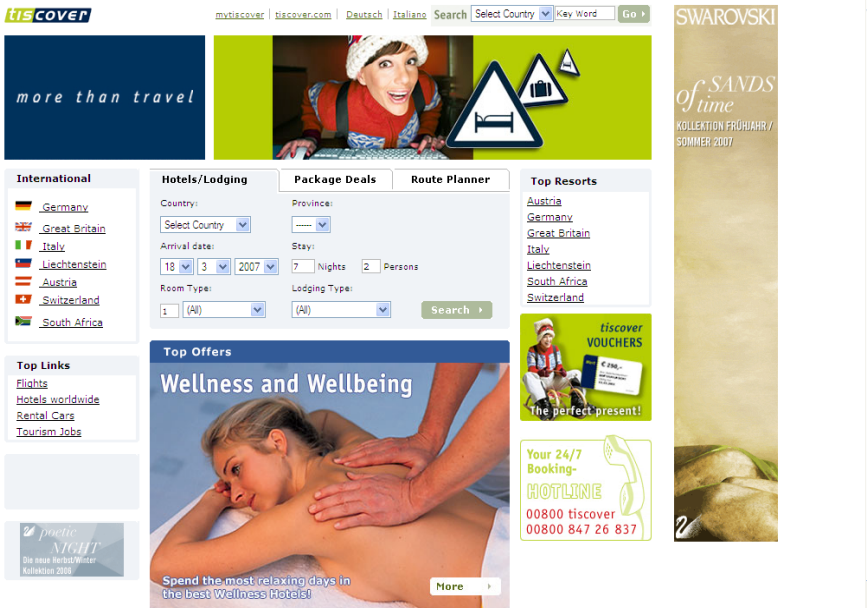 tiscover
mytiscover | tiscover.com | Deutsch | Italiano
Search Select Country Key Word Go
more than travel
International
Germany
Great Britain
Italy
Liechtenstein
Austria
Switzerland
South Africa
Top Links
Flights
Hotels worldwide
Rental Cars
Tourism Jobs
poetic
NIGHT
Die neue Herbst/Winter
Kollektion 2006
Hotels/Lodging Package Deals Route Planner
Country: Province:
Select Country ------
Arrival date: Stay:
18 3 2007 7 Nights 2 Persons
Room Type: Lodging Type:
1 (All) (All) Search
Top Offers
Wellness and Wellbeing
Spend the most relaxing days in
the best Wellness Hotels!
More
Top Resorts
Austria
Germany
Great Britain
Italy
Liechtenstein
South Africa
Switzerland
tiscover
VOUCHERS
The perfect present!
Your 24/7
Booking-
HOTLINE
00800 tiscover
00800 847 26 837
SWAROVSKI
of SANDS
time
KOLLEKTION FRÜHJAHR /
SOMMER 2007